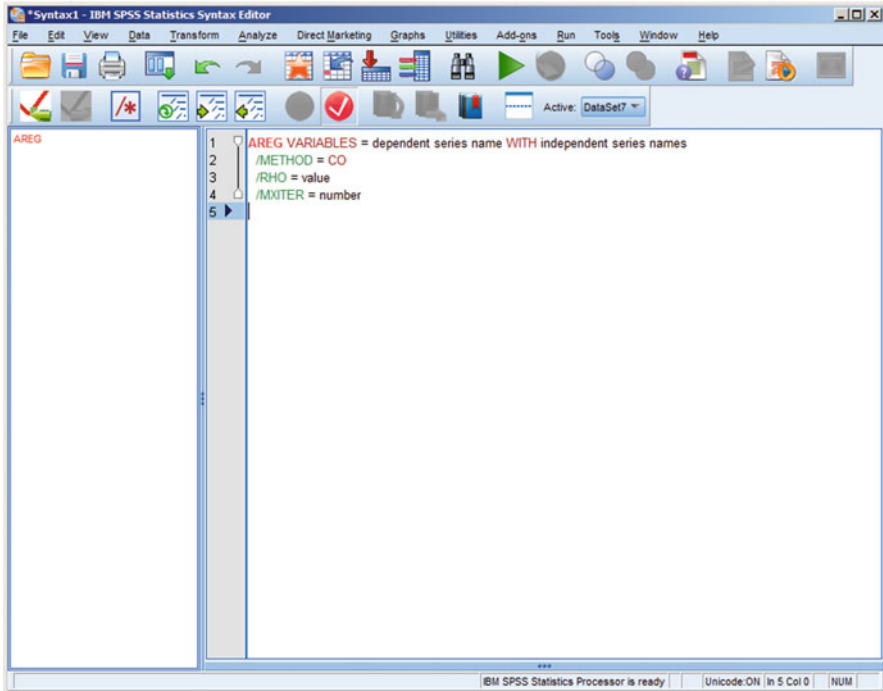 *Syntax1 - IBM SPSS Statistics Syntax Editor
File Edit View Data Transform Analyze Direct Marketing Graphs Utilities Add-ons Run Tools Window Help
Active: DataSet7
AREG
1 AREG VARIABLES = dependent series name WITH independent series names
2 /METHOD = CO
3 /RHO = value
4 /MXITER = number
5
IBM SPSS Statistics Processor is ready Unicode:ON In 5 Col 0 NUM